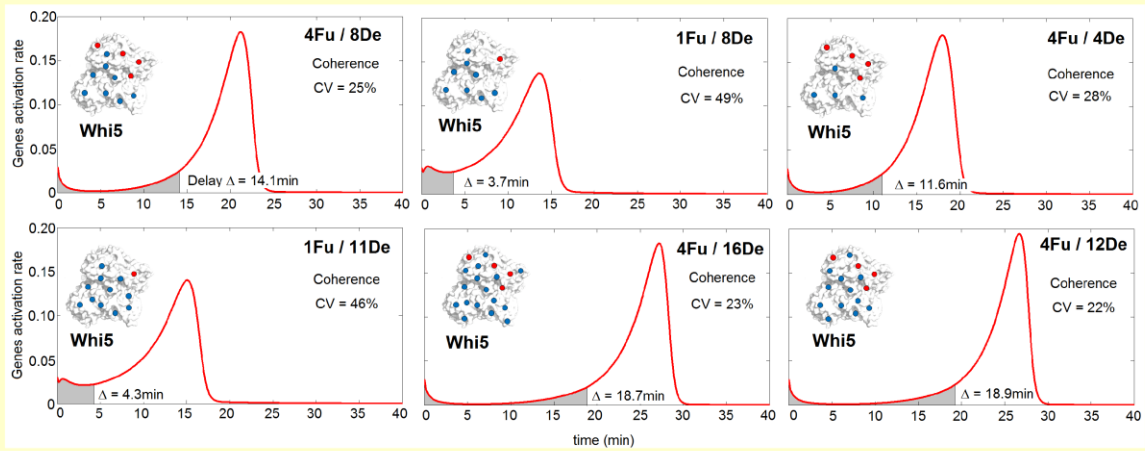 Genes activation rate
0.20
0.15
0.10
0.05
0
4Fu / 8De
Coherence
CV = 25%
Whi5
Delay Δ = 14.1min
0 5 10 15 20 25 30 35 40
1Fu / 8De
Coherence
CV = 49%
Whi5
Δ = 3.7min
0 5 10 15 20 25 30 35 40
4Fu / 4De
Coherence
CV = 28%
Whi5
Δ = 11.6min
0 5 10 15 20 25 30 35 40
Genes activation rate
0.20
0.15
0.10
0.05
0
1Fu / 11De
Coherence
CV = 46%
Whi5
Δ = 4.3min
0 5 10 15 20 25 30 35 40
4Fu / 16De
Coherence
CV = 23%
Whi5
Δ = 18.7min
0 5 10 15 20 25 30 35 40
4Fu / 12De
Coherence
CV = 22%
Whi5
Δ = 18.9min
0 5 10 15 20 25 30 35 40
time (min)